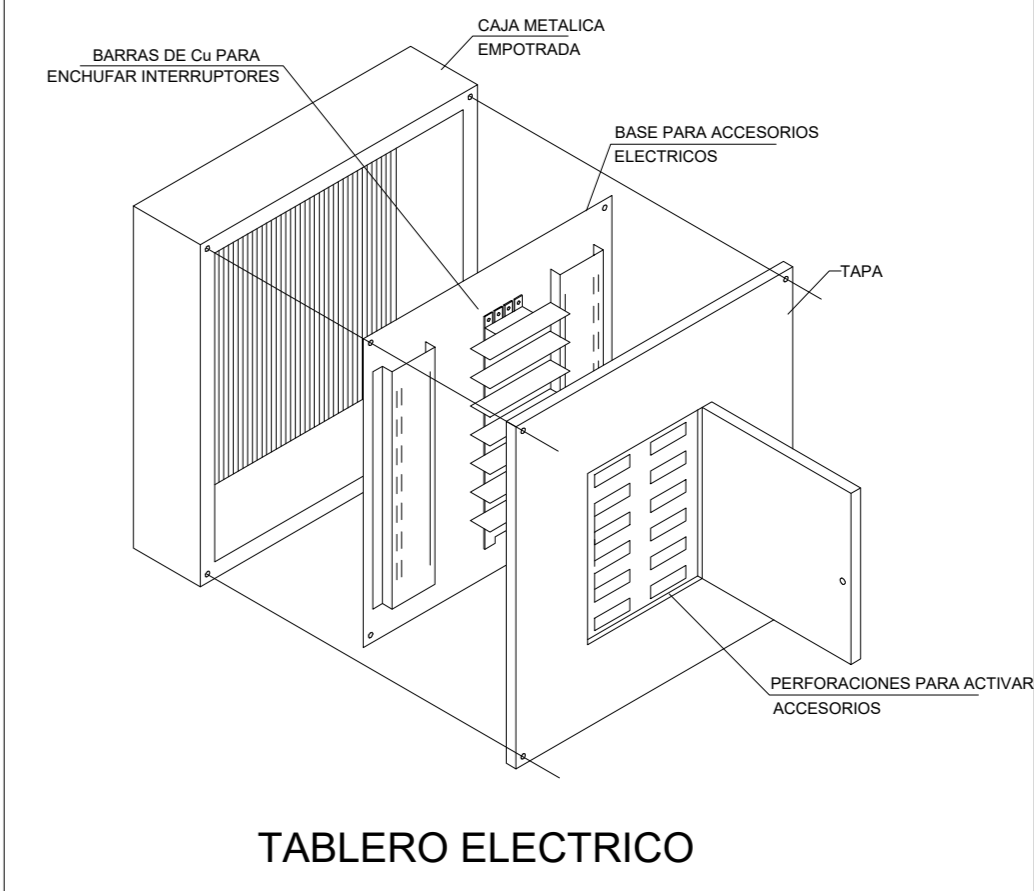 CAJA METALICA
EMPOTRADA
BARRAS DE Cu PARA
ENCHUFAR INTERRUPTORES
BASE PARA ACCESORIOS
ELECTRICOS
TAPA
PERFORACIONES PARA ACTIVAR
ACCESORIOS
TABLERO ELECTRICO